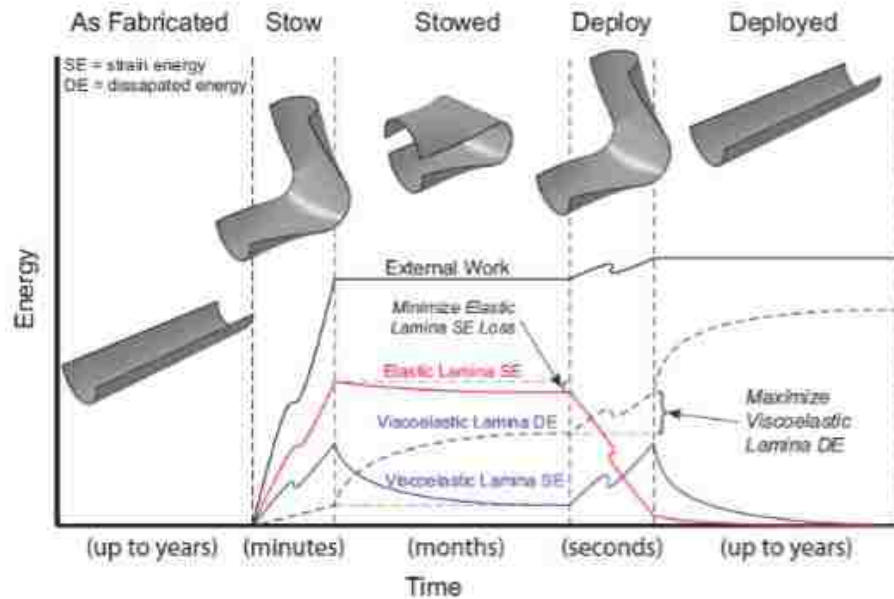 As Fabricated
Stow
Stowed
Deploy
Deployed
SE = strain energy
DE = dissapated energy
External Work
Minimize Elastic
Lamina SE Loss
Elastic Lamina SE
Viscoelastic Lamina DE
Viscoelastic Lamina SE
Maximize
Viscoelastic
Lamina DE
Energy
(up to years)
(minutes)
(months)
(seconds)
(up to years)
Time